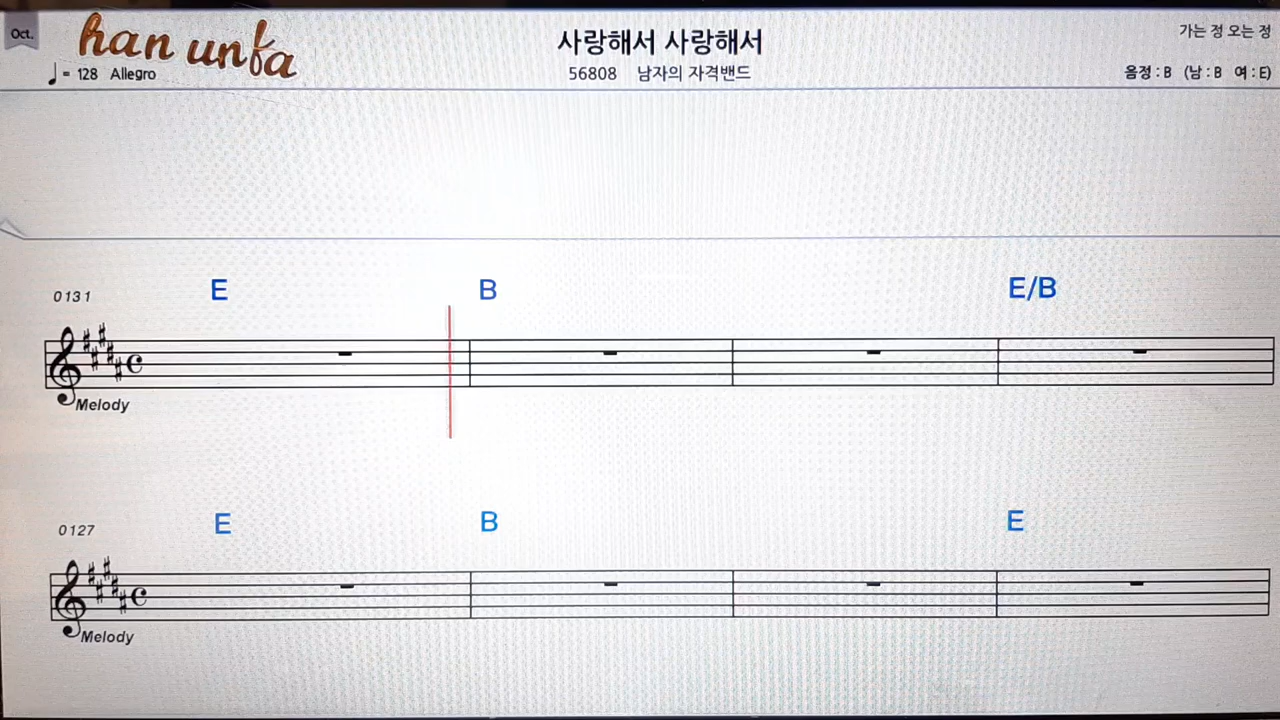 Oct.
han unfa
♩= 128 Allegro
사랑해서 사랑해서
56808 남자의 자격밴드
가는 정 오는 정
음정 : B (남 : B 여 : E)
0131
E B E/B
Melody
0127
E B E
Melody